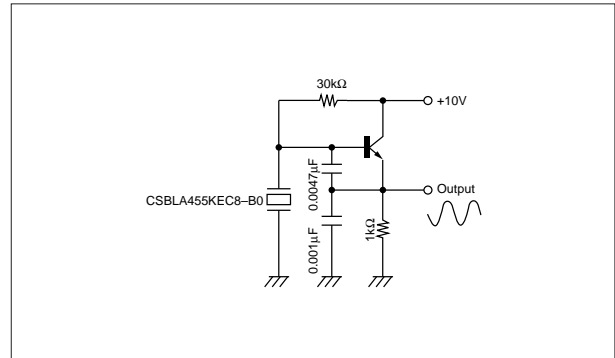 30kΩ
+10V
0.0047μF
CSBLA455KEC8–B0
Output
0.001μF
1kΩ